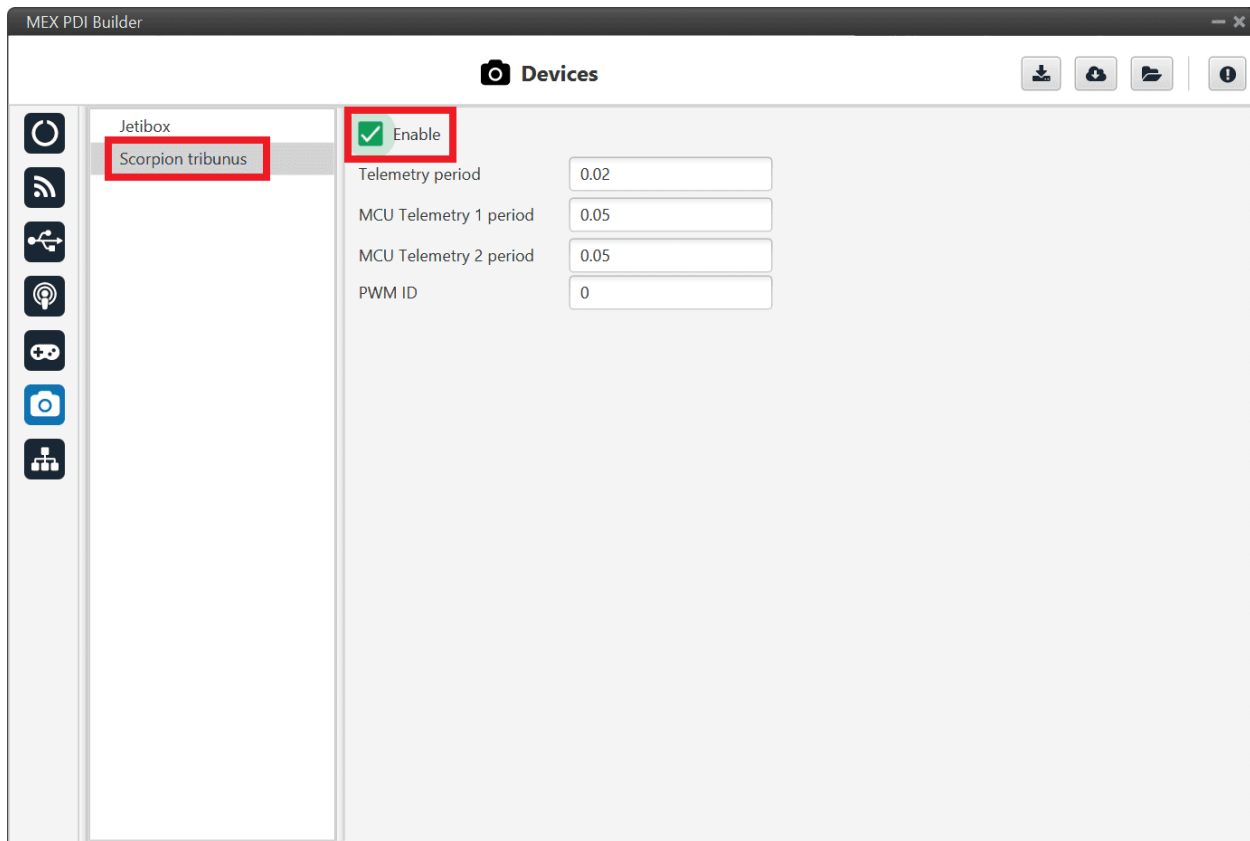 MEX PDI Builder
Devices
Jetibox
Scorpion tribunus
Enable
Telemetry period 0.02
MCU Telemetry 1 period 0.05
MCU Telemetry 2 period 0.05
PWM ID 0